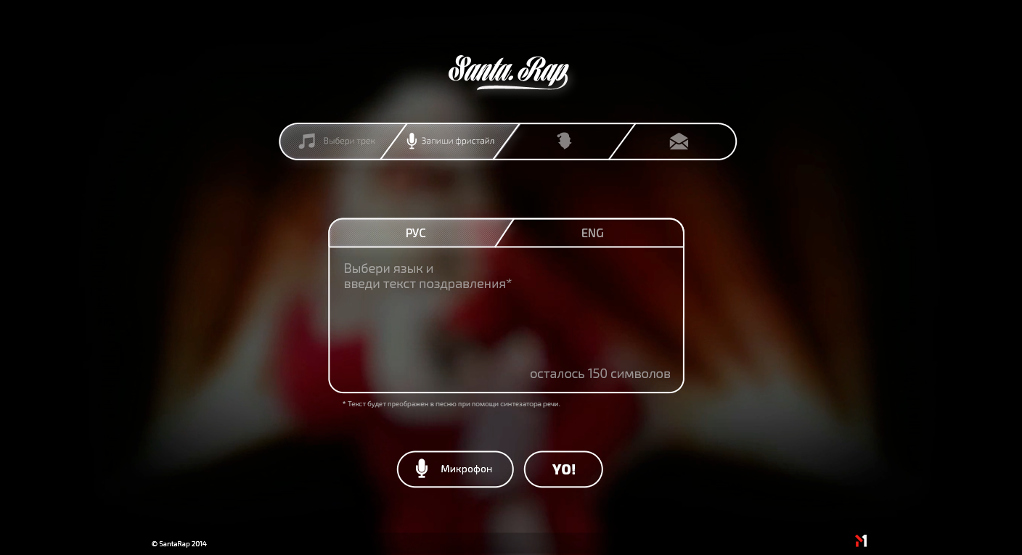 Santa. Rap
Выбери трек
Запиши фристайл
РУС
ENG
Выбери язык и
введи текст поздравления*
осталось 150 символов
* Текст будет преображен в песню при помощи синтезатора речи.
Микрофон
YO!
© SantaRap 2014